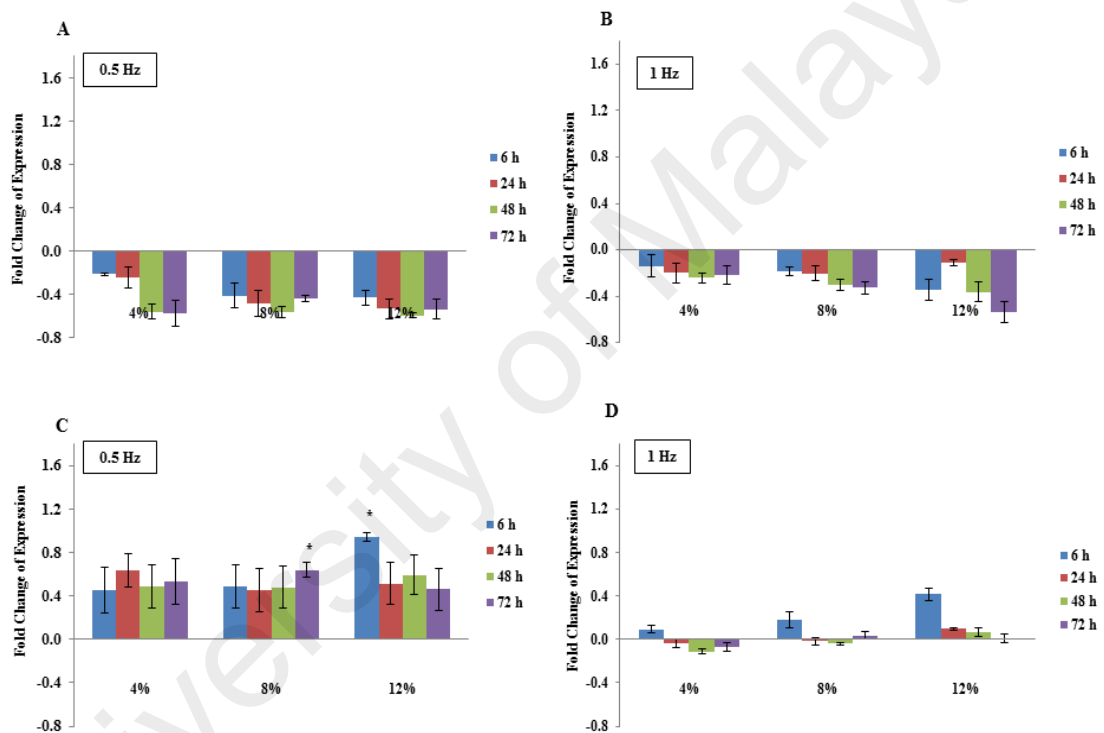 A
0.5 Hz
Fold Change of Expression
1.6
1.2
0.8
0.4
0.0
-0.4
-0.8
4%
8%
12%
6 h
24 h
48 h
72 h
B
1 Hz
Fold Change of Expression
1.6
1.2
0.8
0.4
0.0
-0.4
-0.8
4%
8%
12%
6 h
24 h
48 h
72 h
C
0.5 Hz
Fold Change of Expression
1.6
1.2
0.8
0.4
0.0
-0.4
-0.8
*
*
4%
8%
12%
6 h
24 h
48 h
72 h
D
1 Hz
Fold Change of Expression
1.6
1.2
0.8
0.4
0.0
-0.4
-0.8
4%
8%
12%
6 h
24 h
48 h
72 h
iversity of Malaya